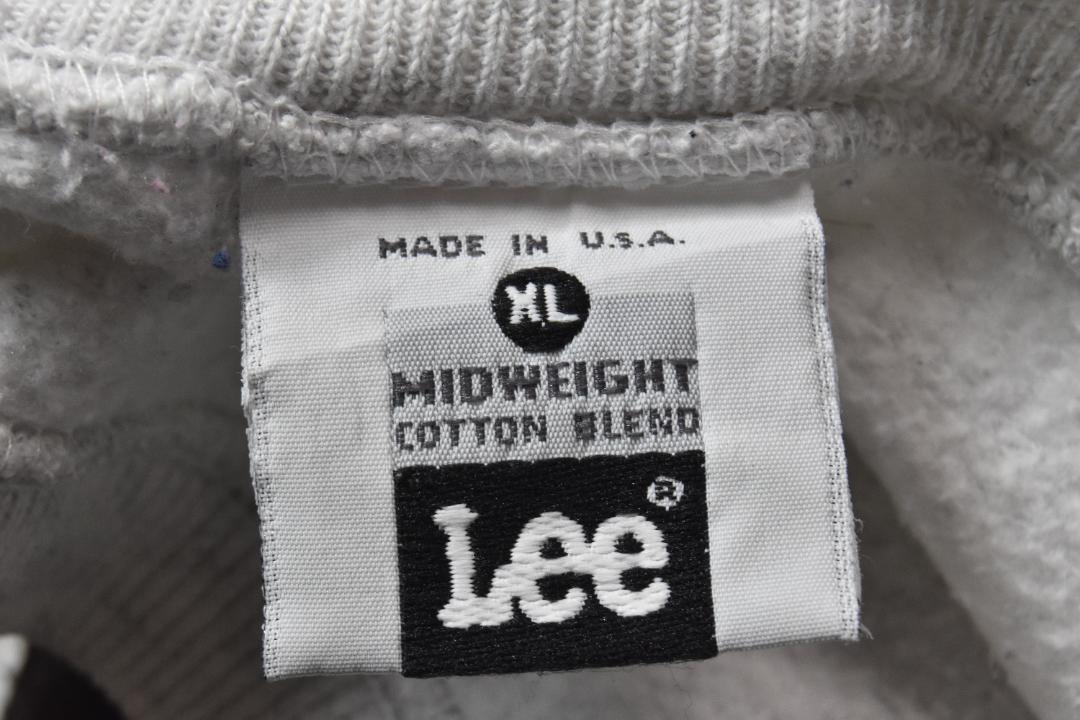 MADE IN U.S.A.
XL
MIDWEIGHT
COTTON BLEND
Lee®